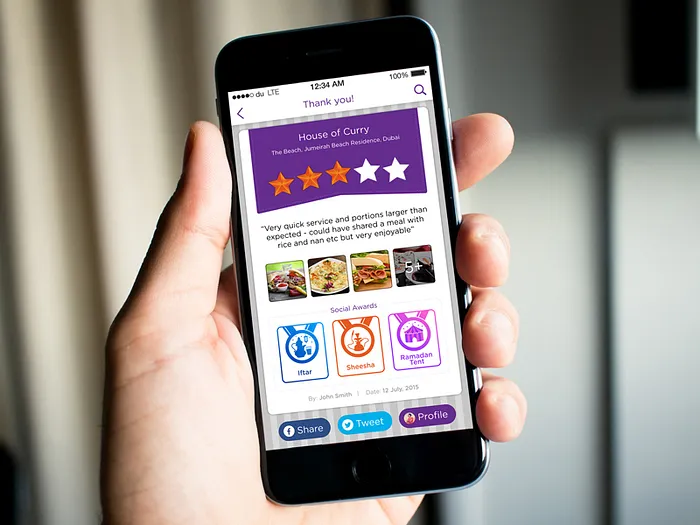 du LTE 12:34 AM 100%
Thank you!
House of Curry
The Beach, Jumeirah Beach Residence, Dubai
“Very quick service and portions larger than
expected - could have shared a meal with
rice and nan etc but very enjoyable”
5+
Social Awards
Iftar
Sheesha
Ramadan
Tent
By: John Smith | Date: 12 July, 2015
Share
Tweet
Profile